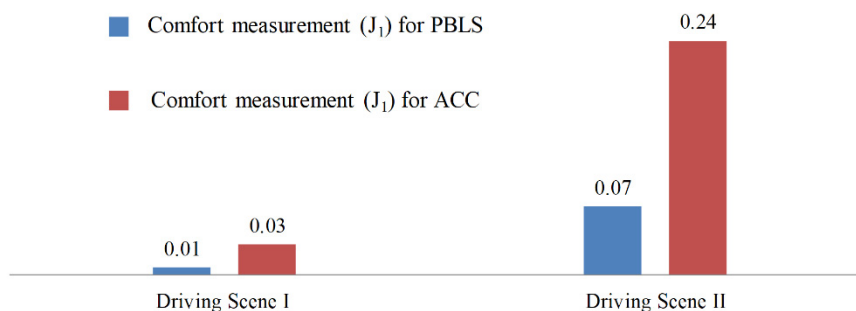 Comfort measurement (J₁) for PBLS
Comfort measurement (J₁) for ACC
0.24
0.07
0.01
0.03
Driving Scene I
Driving Scene II